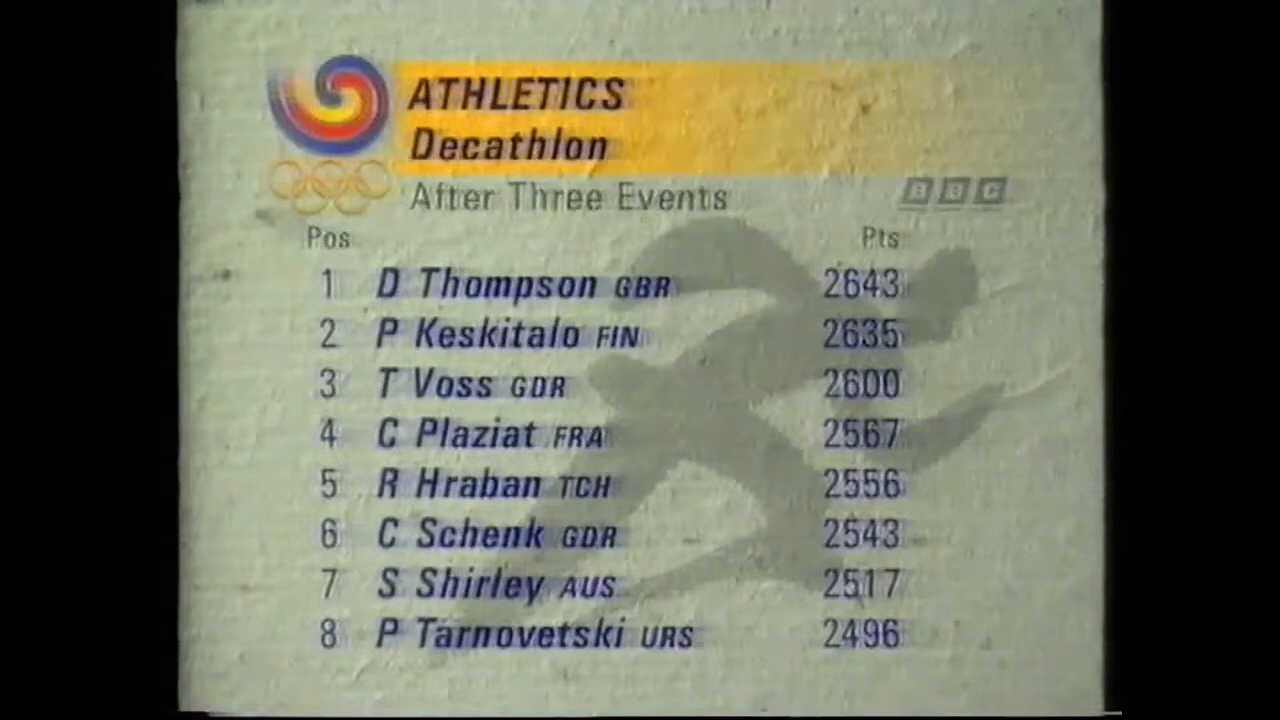 ATHLETICS
Decathlon
After Three Events BBC
Pos Pts
1 D Thompson GBR 2643
2 P Keskitalo FIN 2635
3 T Voss GDR 2600
4 C Plaziat FRA 2567
5 R Hraban TCH 2556
6 C Schenk GDR 2543
7 S Shirley AUS 2517
8 P Tarnovetski URS 2496